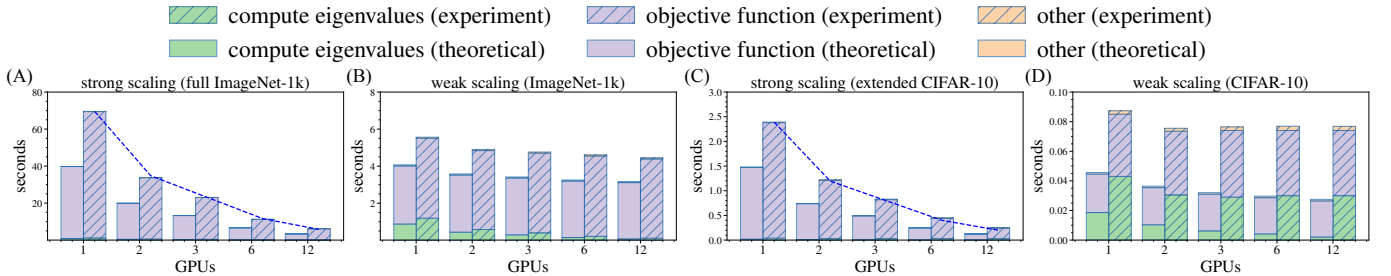 compute eigenvalues (experiment) objective function (experiment) other (experiment)
compute eigenvalues (theoretical) objective function (theoretical) other (theoretical)
(A) strong scaling (full ImageNet-1k)
80
60
40
20
seconds
1 2 3 6 12
GPUs
(B) weak scaling (ImageNet-1k)
8
6
4
2
seconds
1 2 3 6 12
GPUs
(C) strong scaling (extended CIFAR-10)
3.0
2.5
2.0
1.5
1.0
0.5
0.0
seconds
1 2 3 6 12
GPUs
(D) weak scaling (CIFAR-10)
0.10
0.08
0.06
0.04
0.02
0.00
seconds
1 2 3 6 12
GPUs